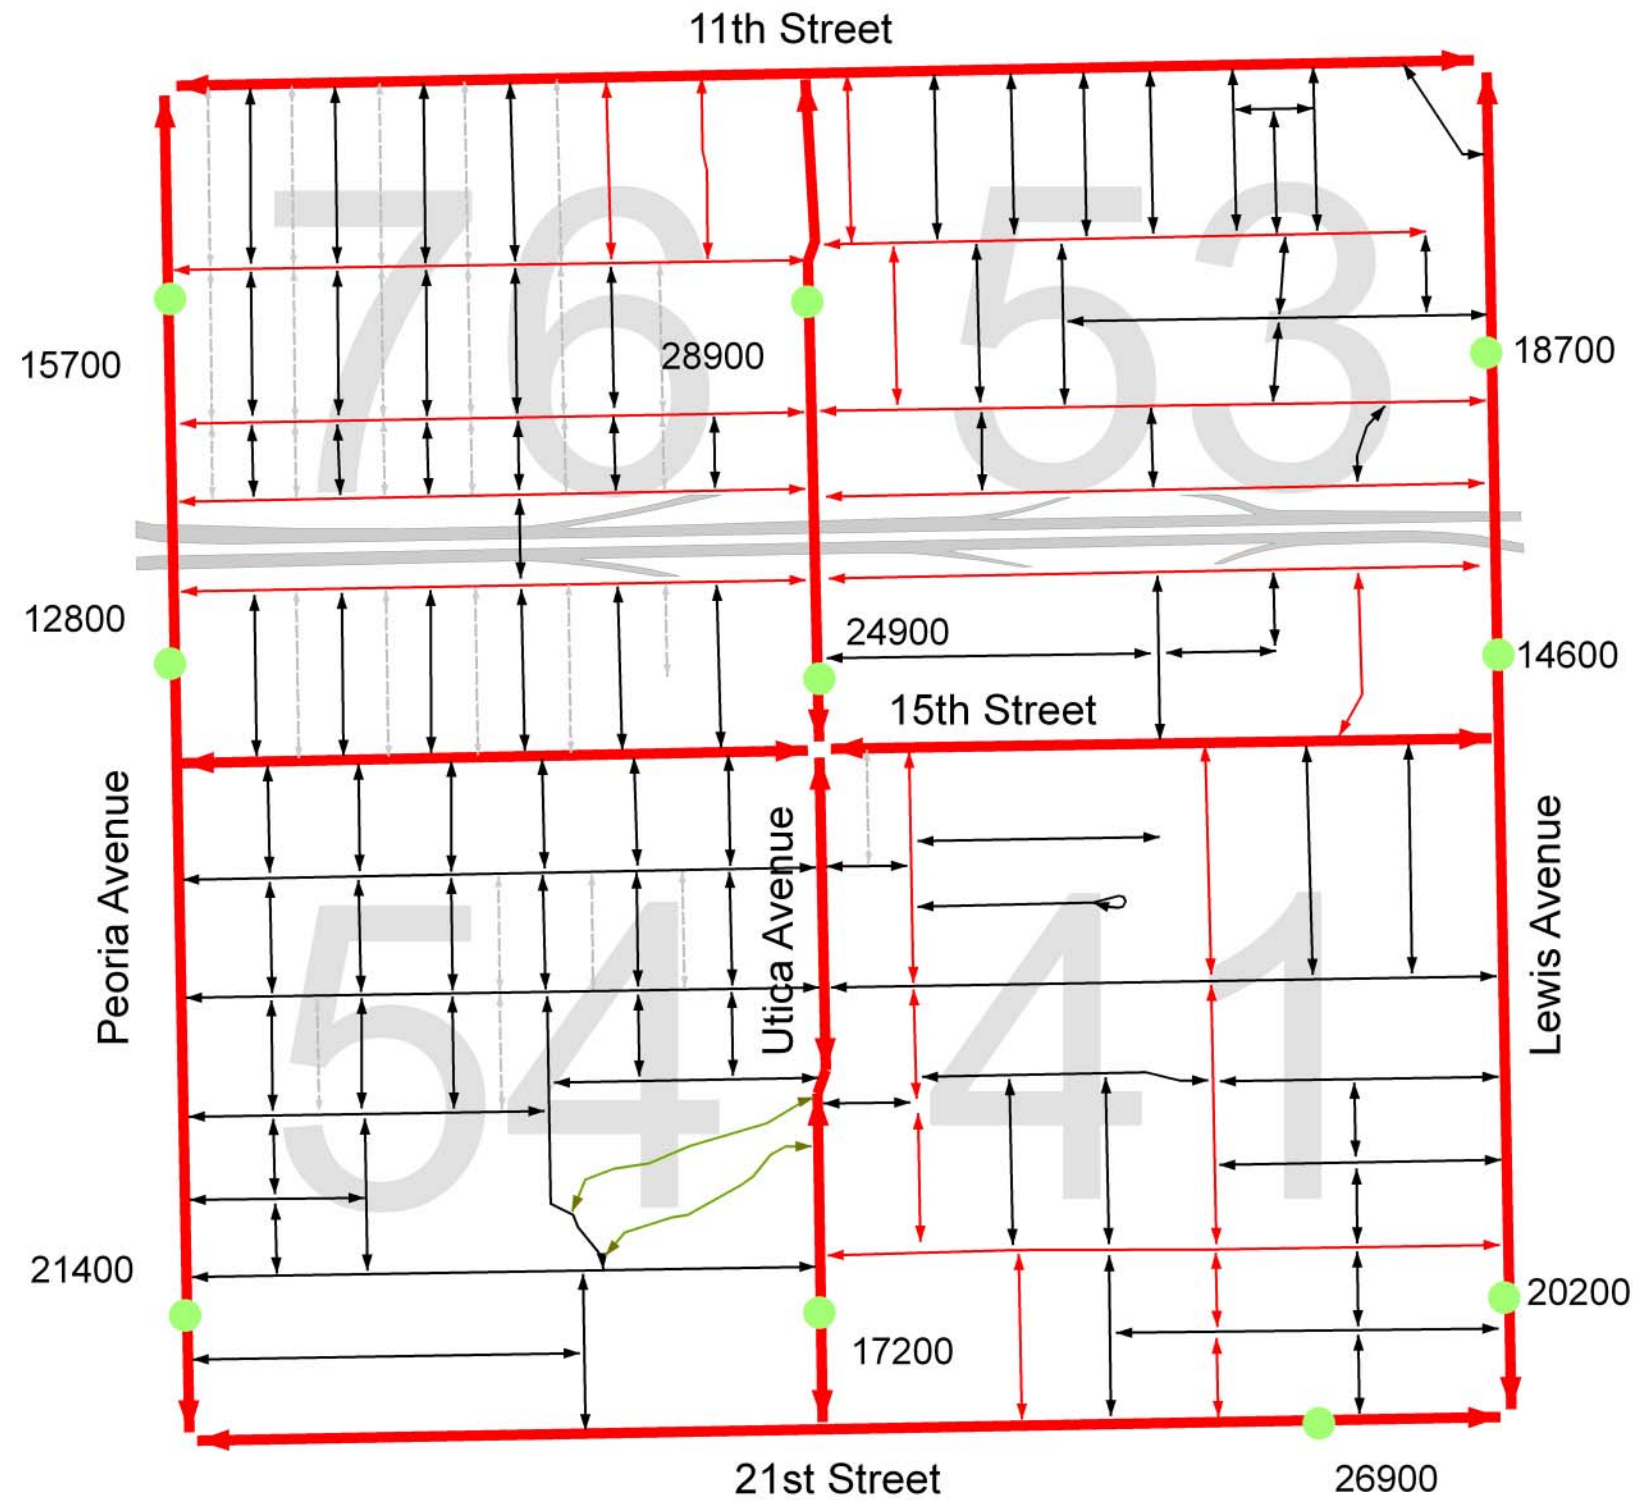 11th Street
76
53
28900
15700
18700
12800
24900
14600
15th Street
Peoria Avenue
Utica Avenue
Lewis Avenue
54
41
21400
20200
17200
21st Street
26900